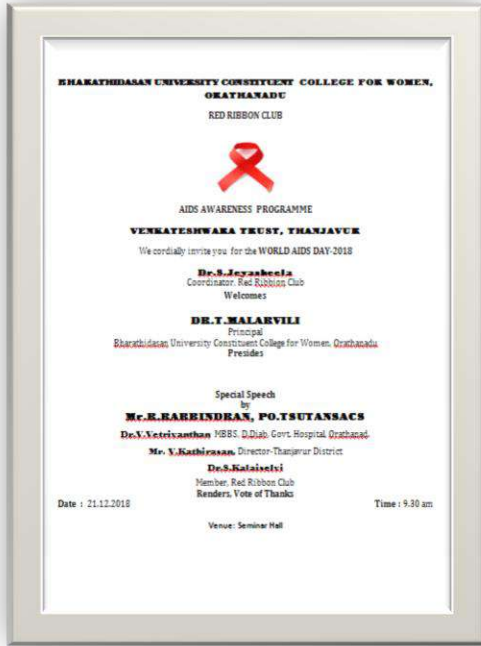 BHARATHIDASAN UNIVERSITY CONSTITUENT COLLEGE FOR WOMEN,
ORATHANADU
RED RIBBON CLUB
AIDS AWARENESS PROGRAMME
VENKATESHWARA TRUST, THANJAVUR
We cordially invite you for the WORLD AIDS DAY-2018
Dr.S.Jeyasheela
Coordinator, Red Ribbion Club
Welcomes
DR.T.MALARVILI
Principal
Bharathidasan University Constituent College for Women, Orathanadu
Presides
Special Speech
by
Mr.R.RABBINDRAN, PO.TSUTANSACS
Dr.V.Vetrivanthan MBBS, D.Diab, Govt. Hospital, Orathanad.
Mr. V.Kathirasan, Director-Thanjavur District
Dr.S.Kalaiselvi
Member, Red Ribbon Club
Renders, Vote of Thanks
Date : 21.12.2018 Time : 9.30 am
Venue: Seminar Hall